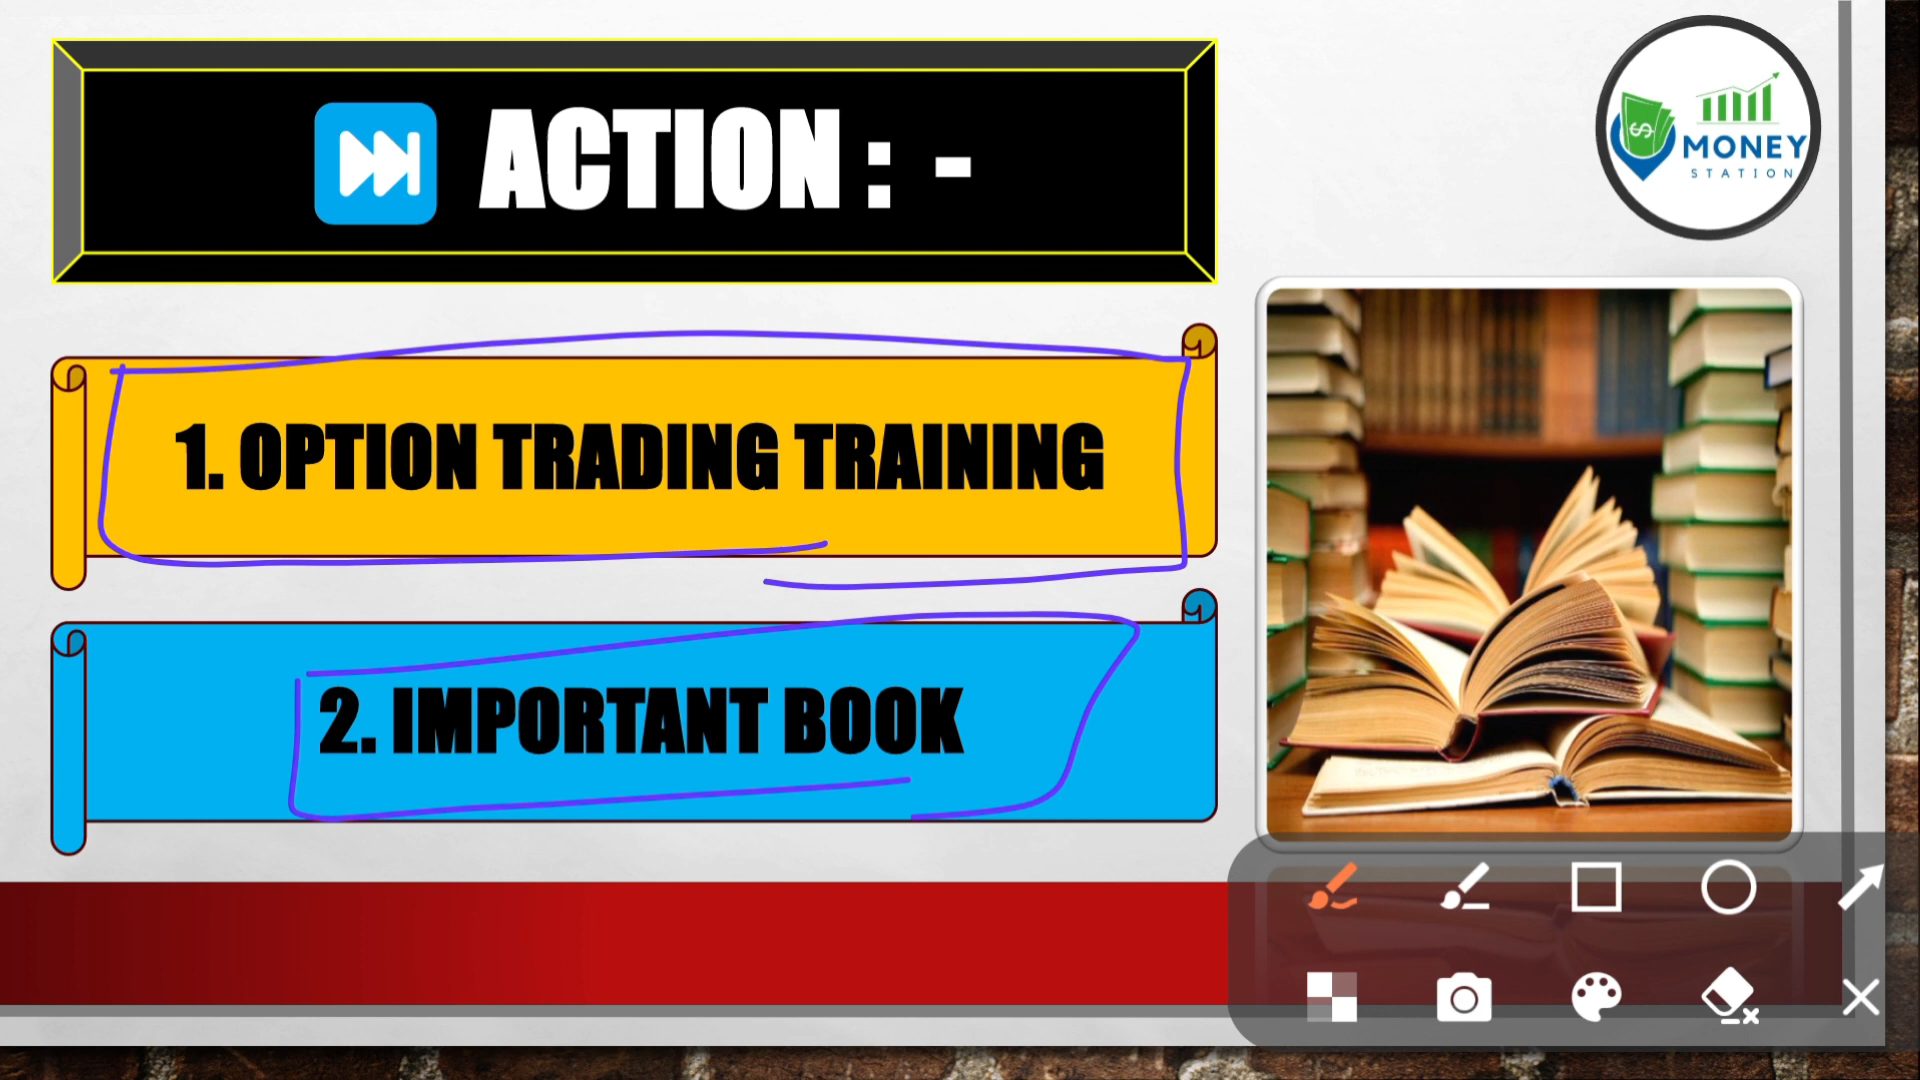 ACTION : -
MONEY
STATION
1. OPTION TRADING TRAINING
2. IMPORTANT BOOK